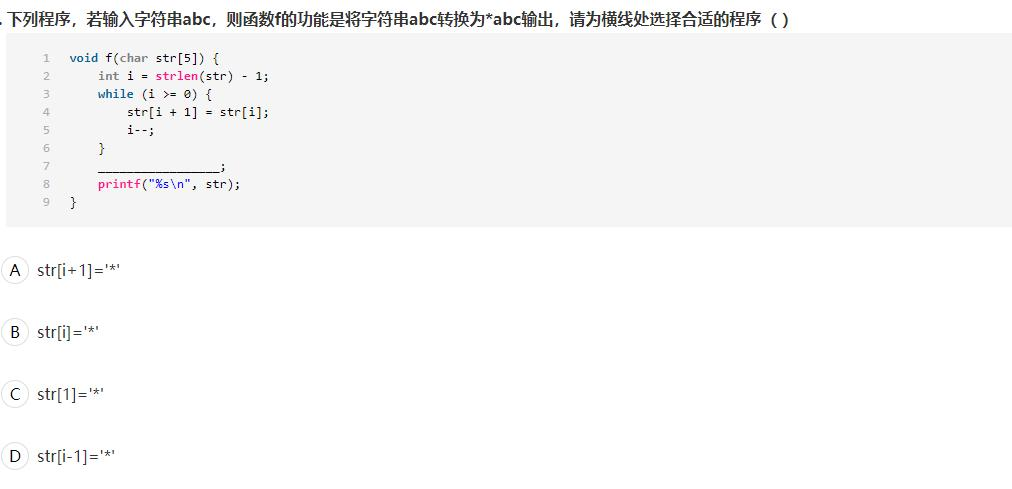 . 下列程序，若输入字符串abc，则函数f的功能是将字符串abc转换为*abc输出，请为横线处选择合适的程序（）
1 void f(char str[5]) {
2 int i = strlen(str) - 1;
3 while (i >= 0) {
4 str[i + 1] = str[i];
5 i--;
6 }
7 _________________;
8 printf("%s\n", str);
9 }
A str[i+1]='*'
B str[i]='*'
C str[1]='*'
D str[i-1]='*'